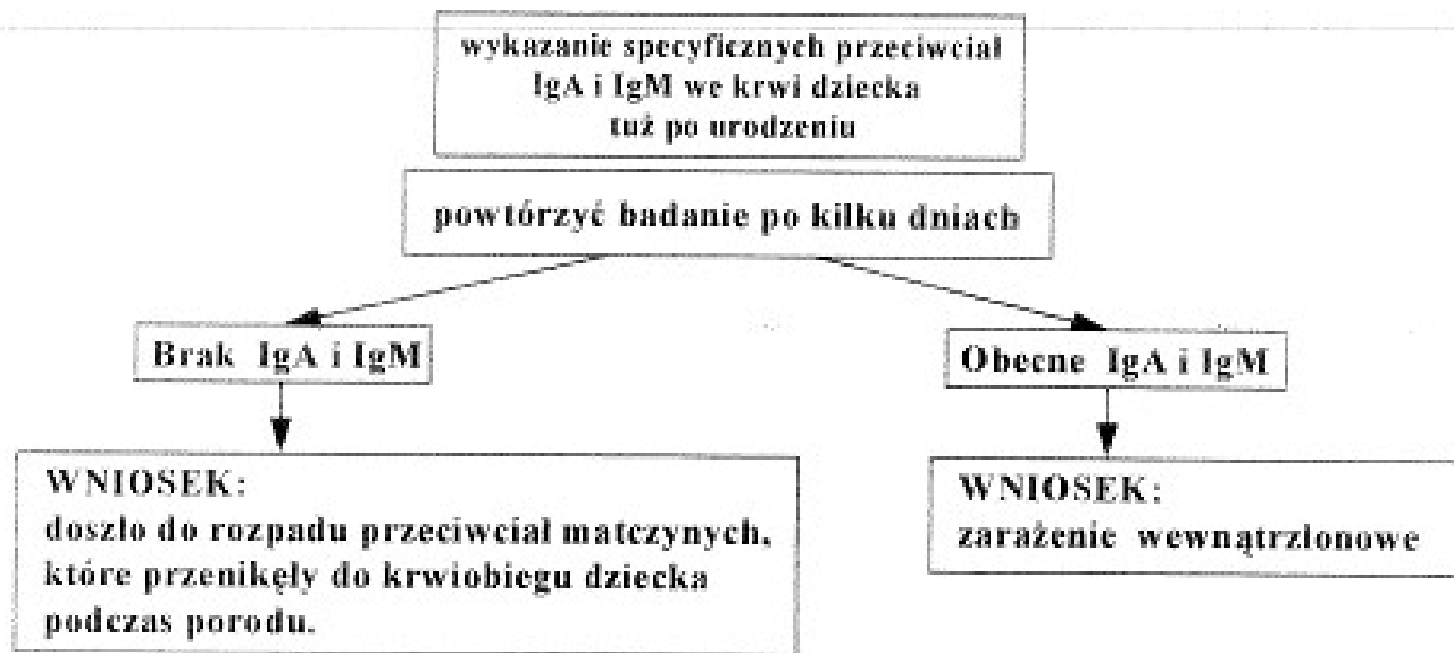 wykazanie specyficznych przeciwciał
IgA i IgM we krwi dziecka
tuż po urodzeniu
powtórzyć badanie po kilku dniach
Brak IgA i IgM
Obecne IgA i IgM
WNIOSEK:
doszło do rozpadu przeciwciał matczynych,
które przenikęły do krwiobiegu dziecka
podczas porodu.
WNIOSEK:
zarażenie wewnątrzłonowe